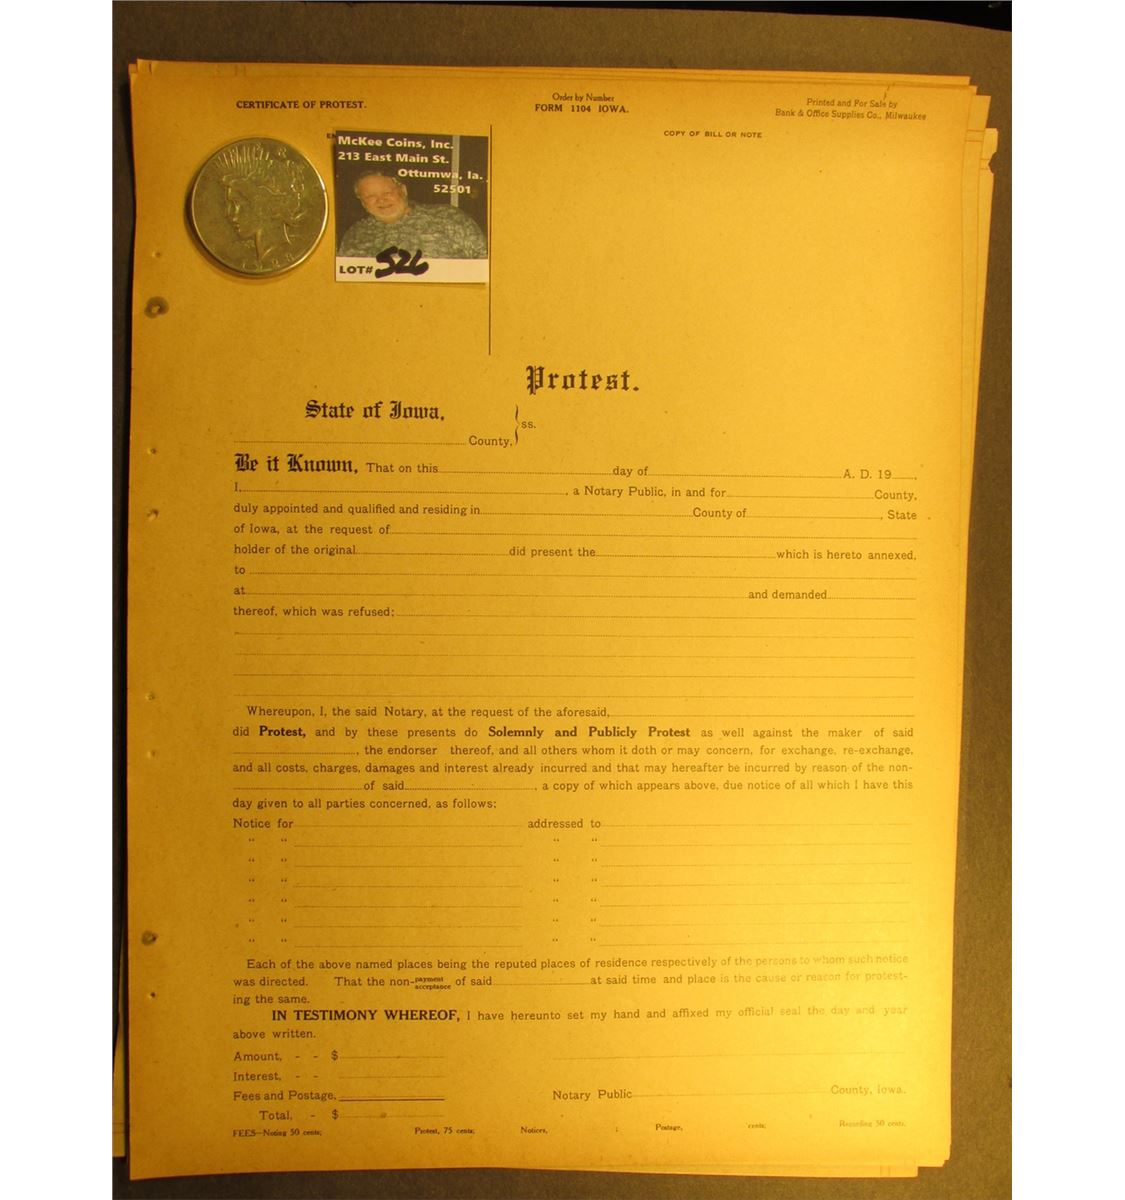 CERTIFICATE OF PROTEST.
Order by Number
FORM 1104 IOWA.
Printed and For Sale by
Bank & Office Supplies Co., Milwaukee
COPY OF BILL OR NOTE
McKee Coins, Inc.
213 East Main St.
Ottumwa, Ia.
52501
LOT# 526
Protest.
State of Iowa,
ss.
County,
Be it Known, That on this day of A. D. 19 ,
I, , a Notary Public, in and for County,
duly appointed and qualified and residing in County of , State
of Iowa, at the request of
holder of the original did present the which is hereto annexed,
to
at and demanded
thereof, which was refused;
Whereupon, I, the said Notary, at the request of the aforesaid,
did Protest, and by these presents do Solemnly and Publicly Protest as well against the maker of said
, the endorser thereof, and all others whom it doth or may concern, for exchange, re-exchange,
and all costs, charges, damages and interest already incurred and that may hereafter be incurred by reason of the non-
of said , a copy of which appears above, due notice of all which I have this
day given to all parties concerned, as follows:
Notice for addressed to
" " " "
" " " "
" " " "
" " " "
" " " "
" " " "
Each of the above named places being the reputed places of residence respectively of the persons to whom such notice
was directed. That the non-payment acceptance of said at said time and place is the cause or reason for protest-
ing the same.
IN TESTIMONY WHEREOF, I have hereunto set my hand and affixed my official seal the day and year
above written.
Amount, - - $
Interest, - -
Fees and Postage, Notary Public County, Iowa.
Total, - $
FEES—Noting 50 cents; Protest, 75 cents; Notices, ; Postage, cents; Recording 50 cents.